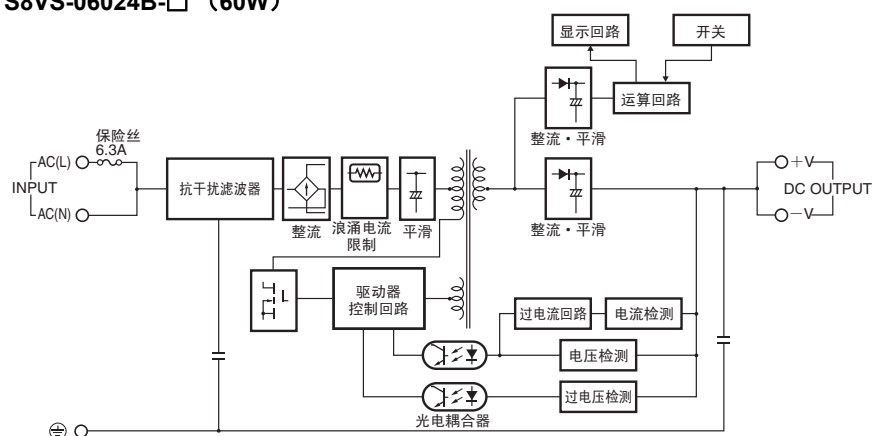 S8VS-06024B-□ （60W）
显示回路
开关
运算回路
整流・平滑
保险丝
6.3A
AC(L)
INPUT
AC(N)
抗干扰滤波器
整流
浪涌电流
限制
平滑
整流・平滑
＋V
DC OUTPUT
－V
驱动器
控制回路
过电流回路
电流检测
电压检测
过电压检测
光电耦合器